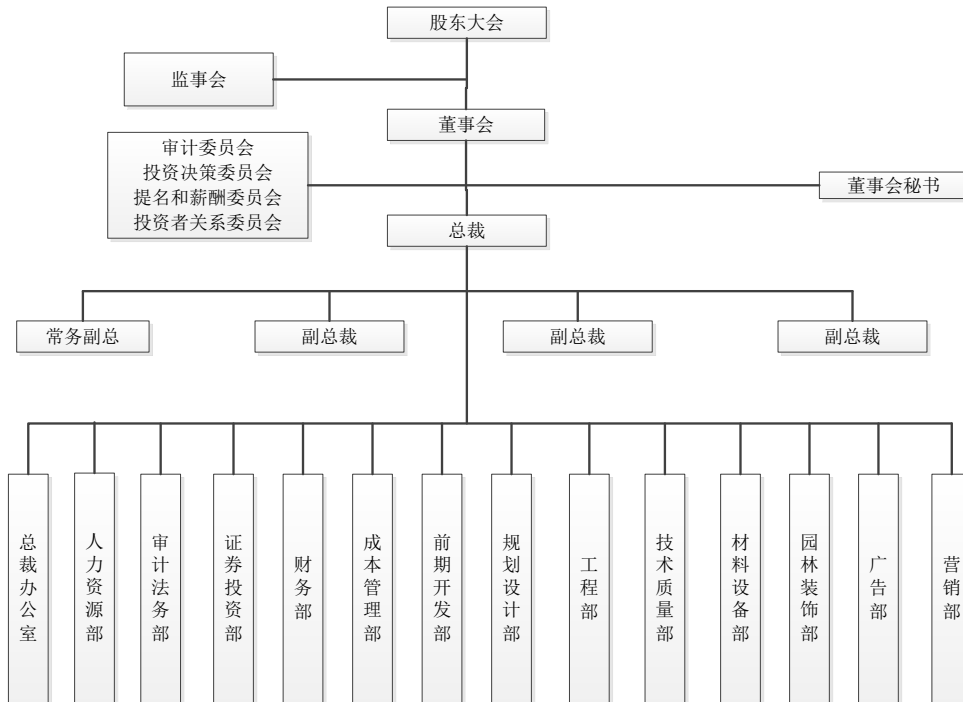 股东大会
监事会
董事会
审计委员会
投资决策委员会
提名和薪酬委员会
投资者关系委员会
董事会秘书
总裁
常务副总
副总裁
副总裁
副总裁
总裁办公室
人力资源部
审计法务部
证券投资部
财务部
成本管理部
前期开发部
规划设计部
工程部
技术质量部
材料设备部
园林装饰部
广告部
营销部